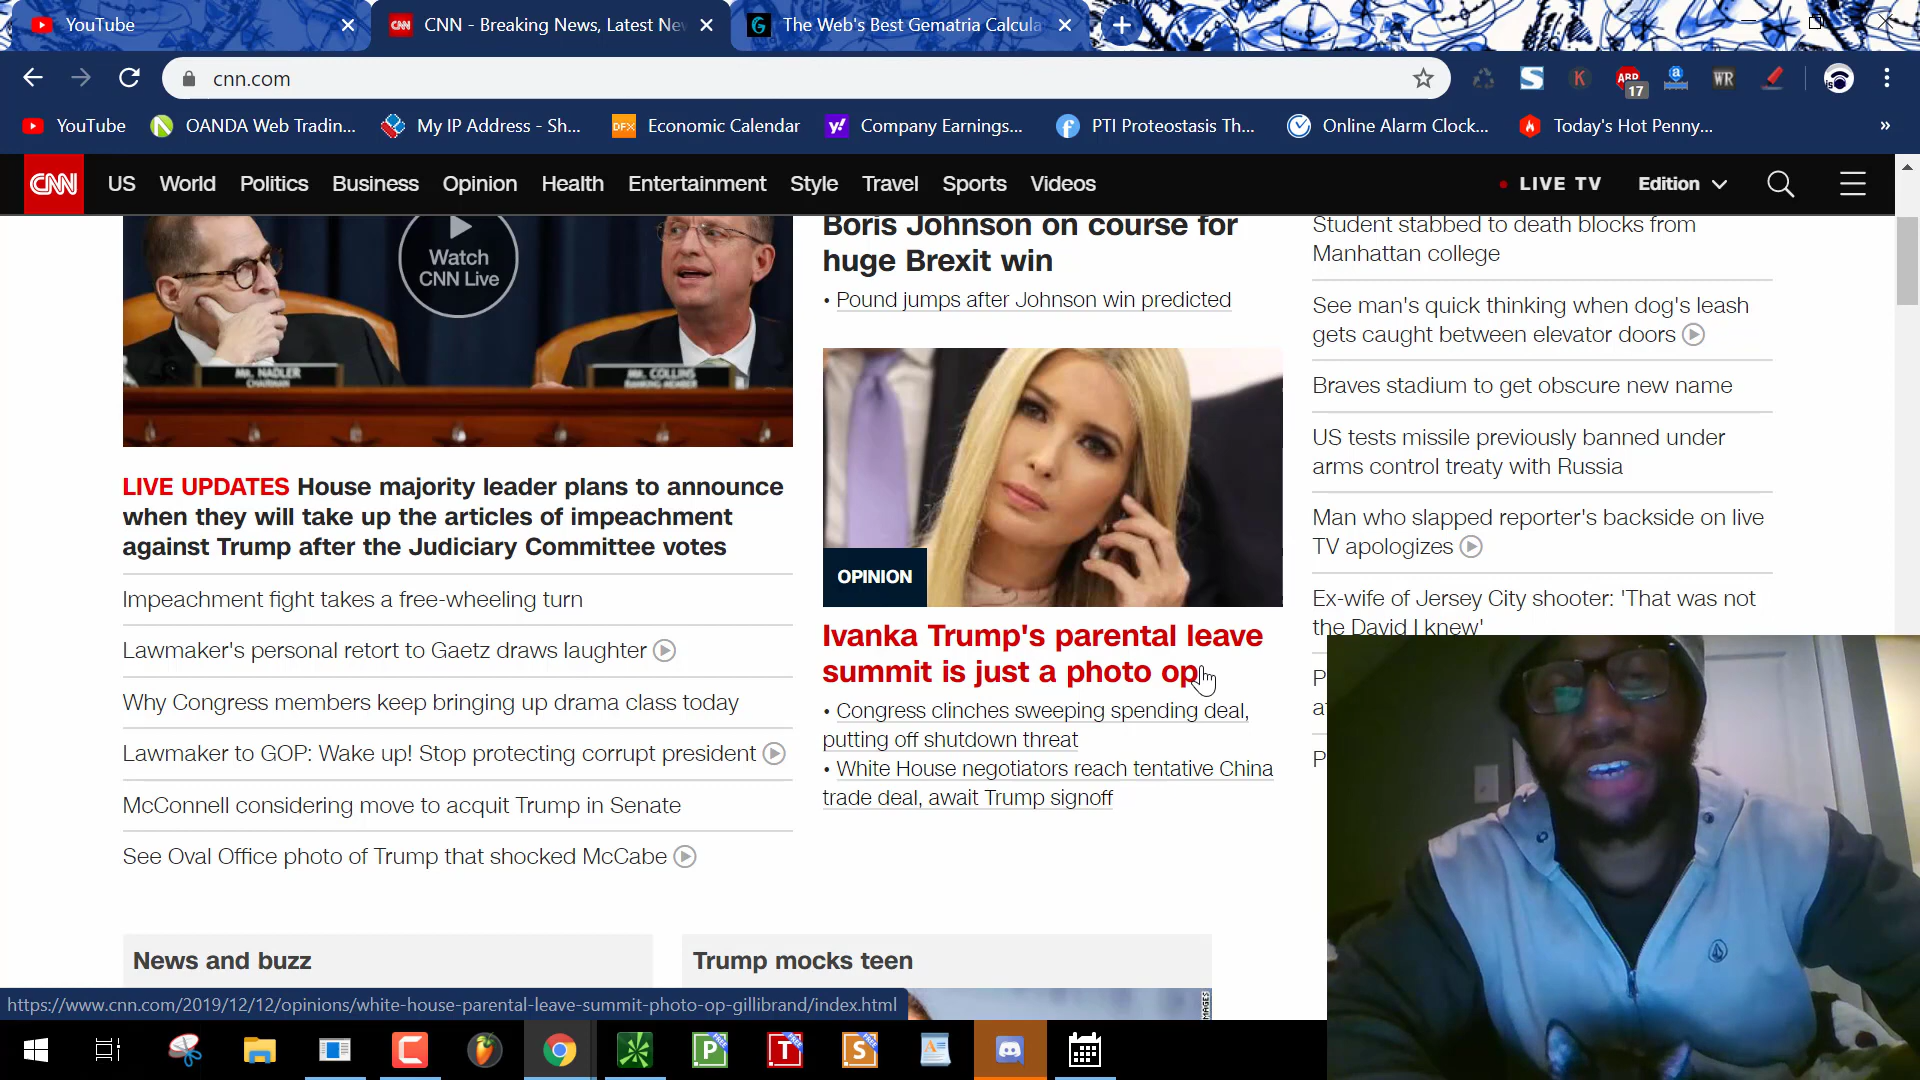 YouTube
CNN - Breaking News, Latest Ne
The Web's Best Gematria Calcula
cnn.com
ABP
17
WR
YouTube
OANDA Web Tradin...
My IP Address - Sh...
Economic Calendar
Company Earnings...
PTI Proteostasis Th...
Online Alarm Clock...
Today's Hot Penny...
»
CNN
US
World
Politics
Business
Opinion
Health
Entertainment
Style
Travel
Sports
Videos
LIVE TV
Edition
Watch
CNN Live
MR. NADLER
CHAIRMAN
MR. COLLINS
RANKING MEMBER
LIVE UPDATES House majority leader plans to announce
when they will take up the articles of impeachment
against Trump after the Judiciary Committee votes
Impeachment fight takes a free-wheeling turn
Lawmaker's personal retort to Gaetz draws laughter
Why Congress members keep bringing up drama class today
Lawmaker to GOP: Wake up! Stop protecting corrupt president
McConnell considering move to acquit Trump in Senate
See Oval Office photo of Trump that shocked McCabe
Boris Johnson on course for
huge Brexit win
• Pound jumps after Johnson win predicted
OPINION
Ivanka Trump's parental leave
summit is just a photo op
• Congress clinches sweeping spending deal,
putting off shutdown threat
• White House negotiators reach tentative China
trade deal, await Trump signoff
Student stabbed to death blocks from
Manhattan college
See man's quick thinking when dog's leash
gets caught between elevator doors
Braves stadium to get obscure new name
US tests missile previously banned under
arms control treaty with Russia
Man who slapped reporter's backside on live
TV apologizes
Ex-wife of Jersey City shooter: 'That was not
the David I knew'
P
P
News and buzz
Trump mocks teen
https://www.cnn.com/2019/12/12/opinions/white-house-parental-leave-summit-photo-op-gillibrand/index.html